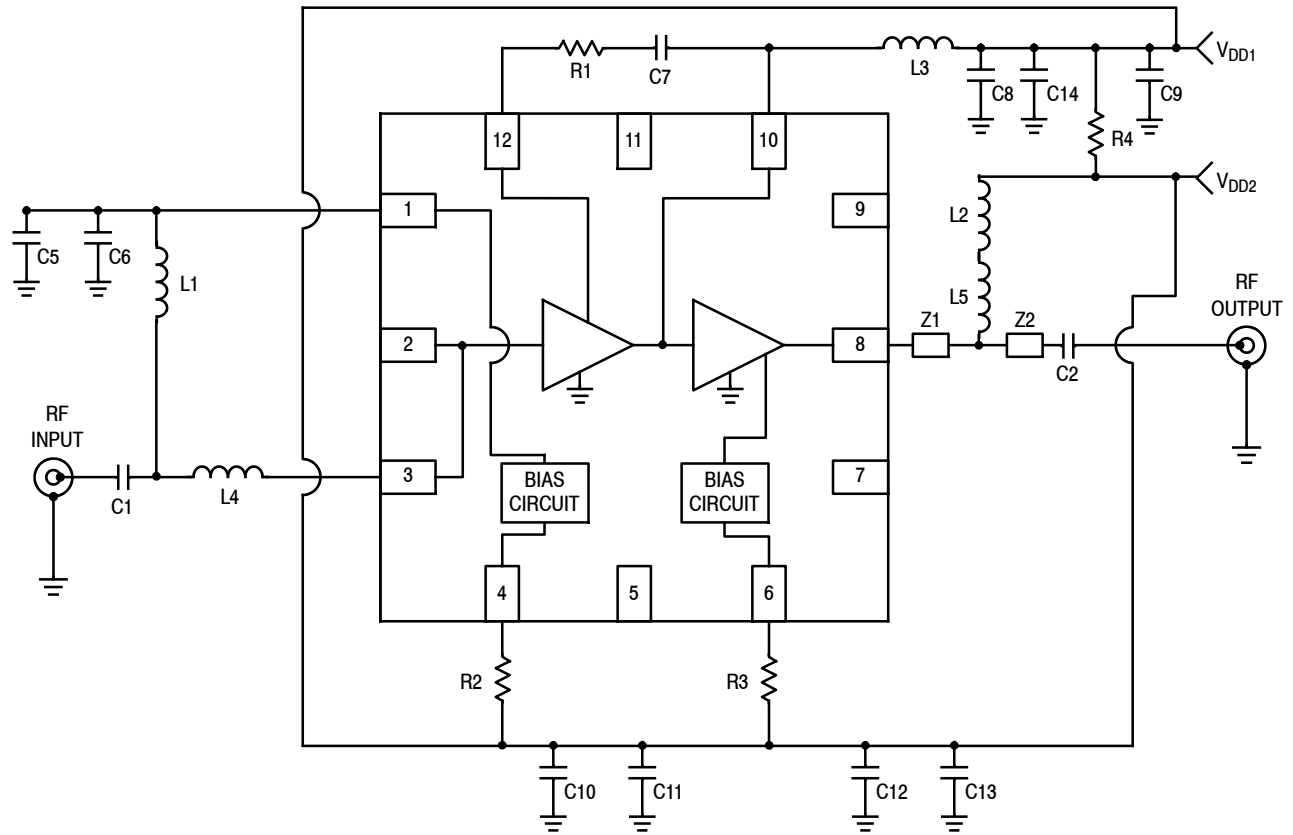 R1
C7
L3
V_DD1
C8
C14
C9
R4
12
11
10
V_DD2
1
9
L2
C5
C6
L1
L5
RF
OUTPUT
Z1
Z2
2
8
C2
RF
INPUT
3
7
C1
L4
BIAS
CIRCUIT
BIAS
CIRCUIT
4
5
6
R2
R3
C10
C11
C12
C13